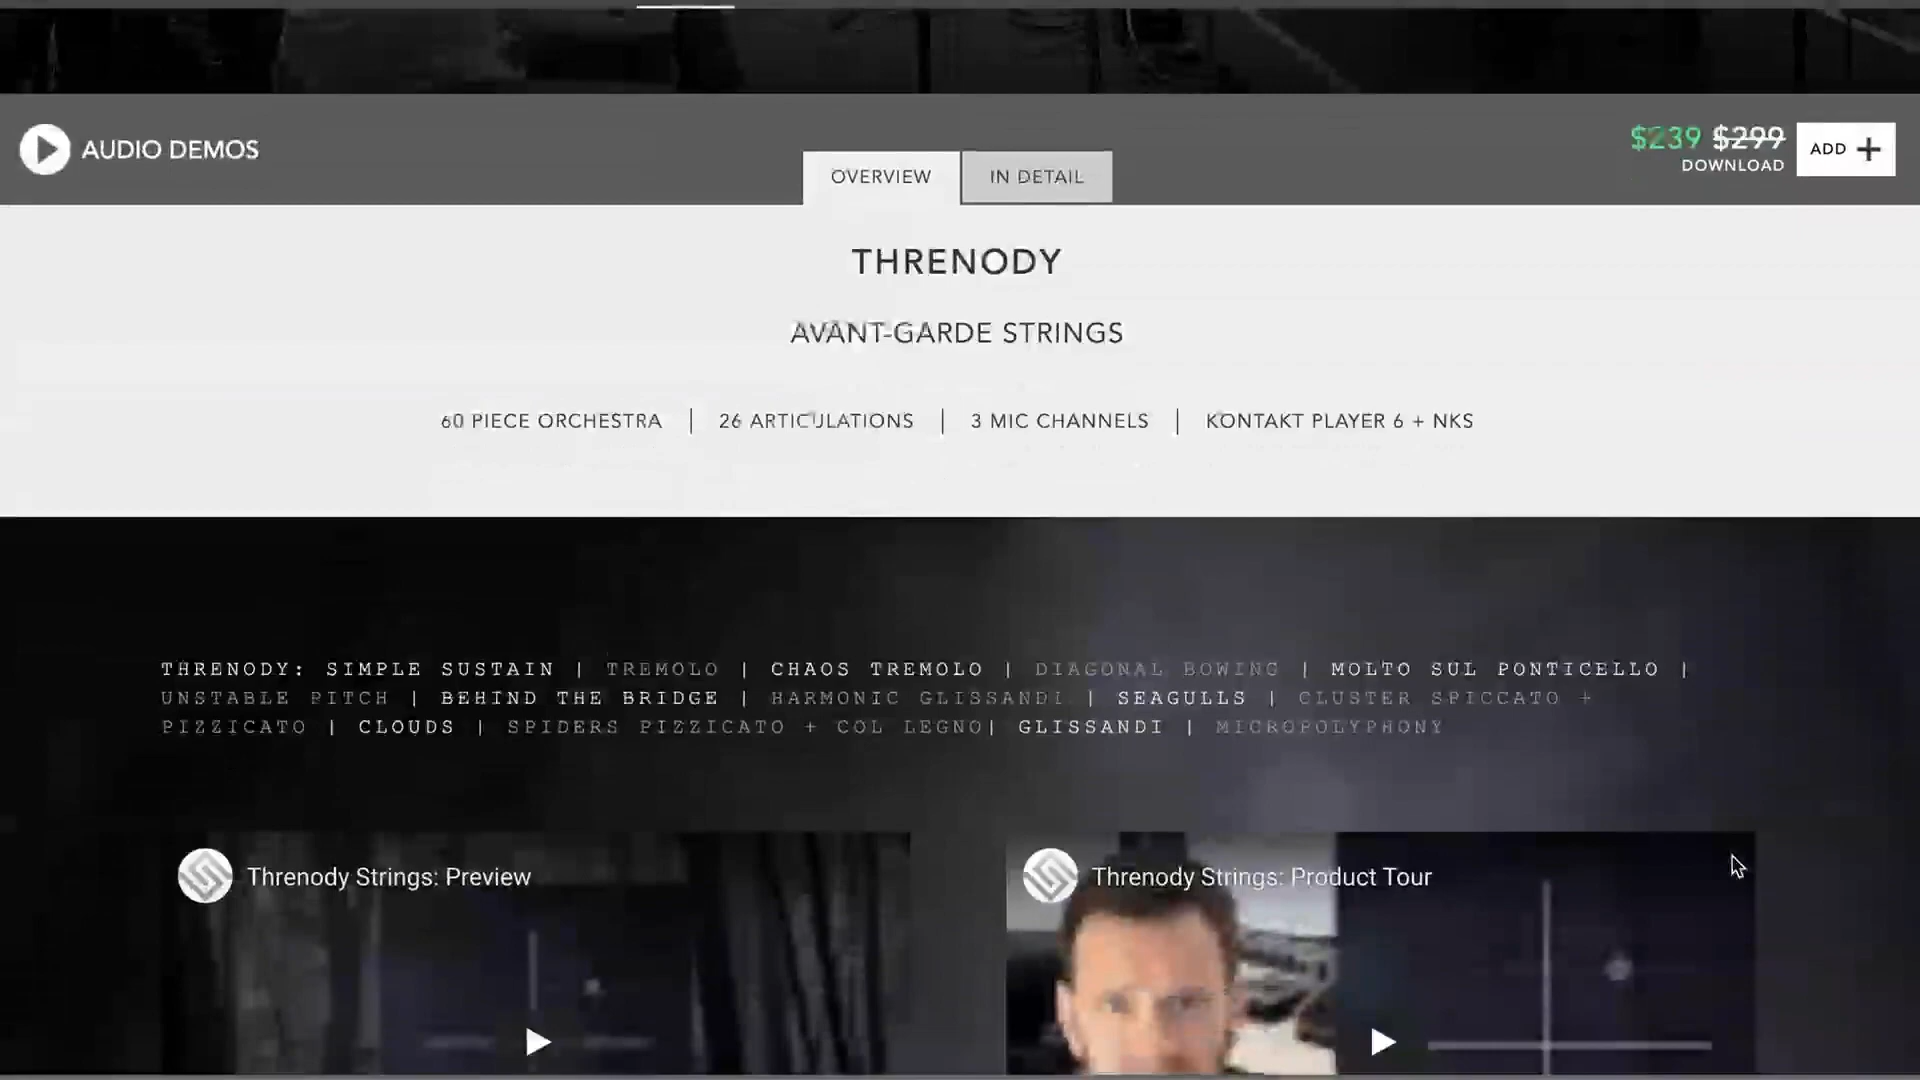 AUDIO DEMOS
OVERVIEW
IN DETAIL
$239 $299
DOWNLOAD
ADD +
THRENODY
AVANT-GARDE STRINGS
60 PIECE ORCHESTRA | 26 ARTICULATIONS | 3 MIC CHANNELS | KONTAKT PLAYER 6 + NKS
THRENODY: SIMPLE SUSTAIN | TREMOLO | CHAOS TREMOLO | DIAGONAL BOWING | MOLTO SUL PONTICELLO |
UNSTABLE PITCH | BEHIND THE BRIDGE | HARMONIC GLISSANDI | SEAGULLS | CLUSTER SPICCATO +
PIZZICATO | CLOUDS | SPIDERS PIZZICATO + COL LEGNO| GLISSANDI | MICROPOLYPHONY
Threnody Strings: Preview
Threnody Strings: Product Tour